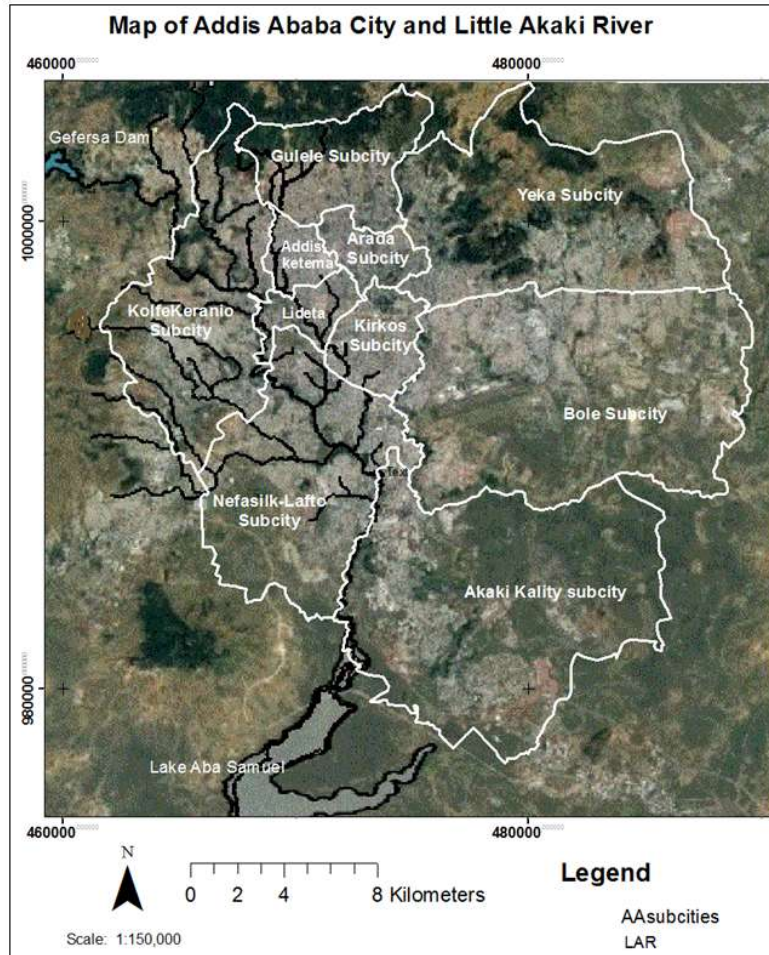 Map of Addis Ababa City and Little Akaki River
460000
480000
Gefersa Dam
Gulele Subcity
Yeka Subcity
1000000
Addis
ketema
Arada
Subcity
KolfeKeranio
Subcity
Lideta
Kirkos
Subcity
Bole Subcity
Nefasilk-Lafto
Subcity
Akaki Kality subcity
980000
Lake Aba Samuel
460000
480000
N
0 2 4 8 Kilometers
Scale: 1:150,000
Legend
AAsubcities
LAR